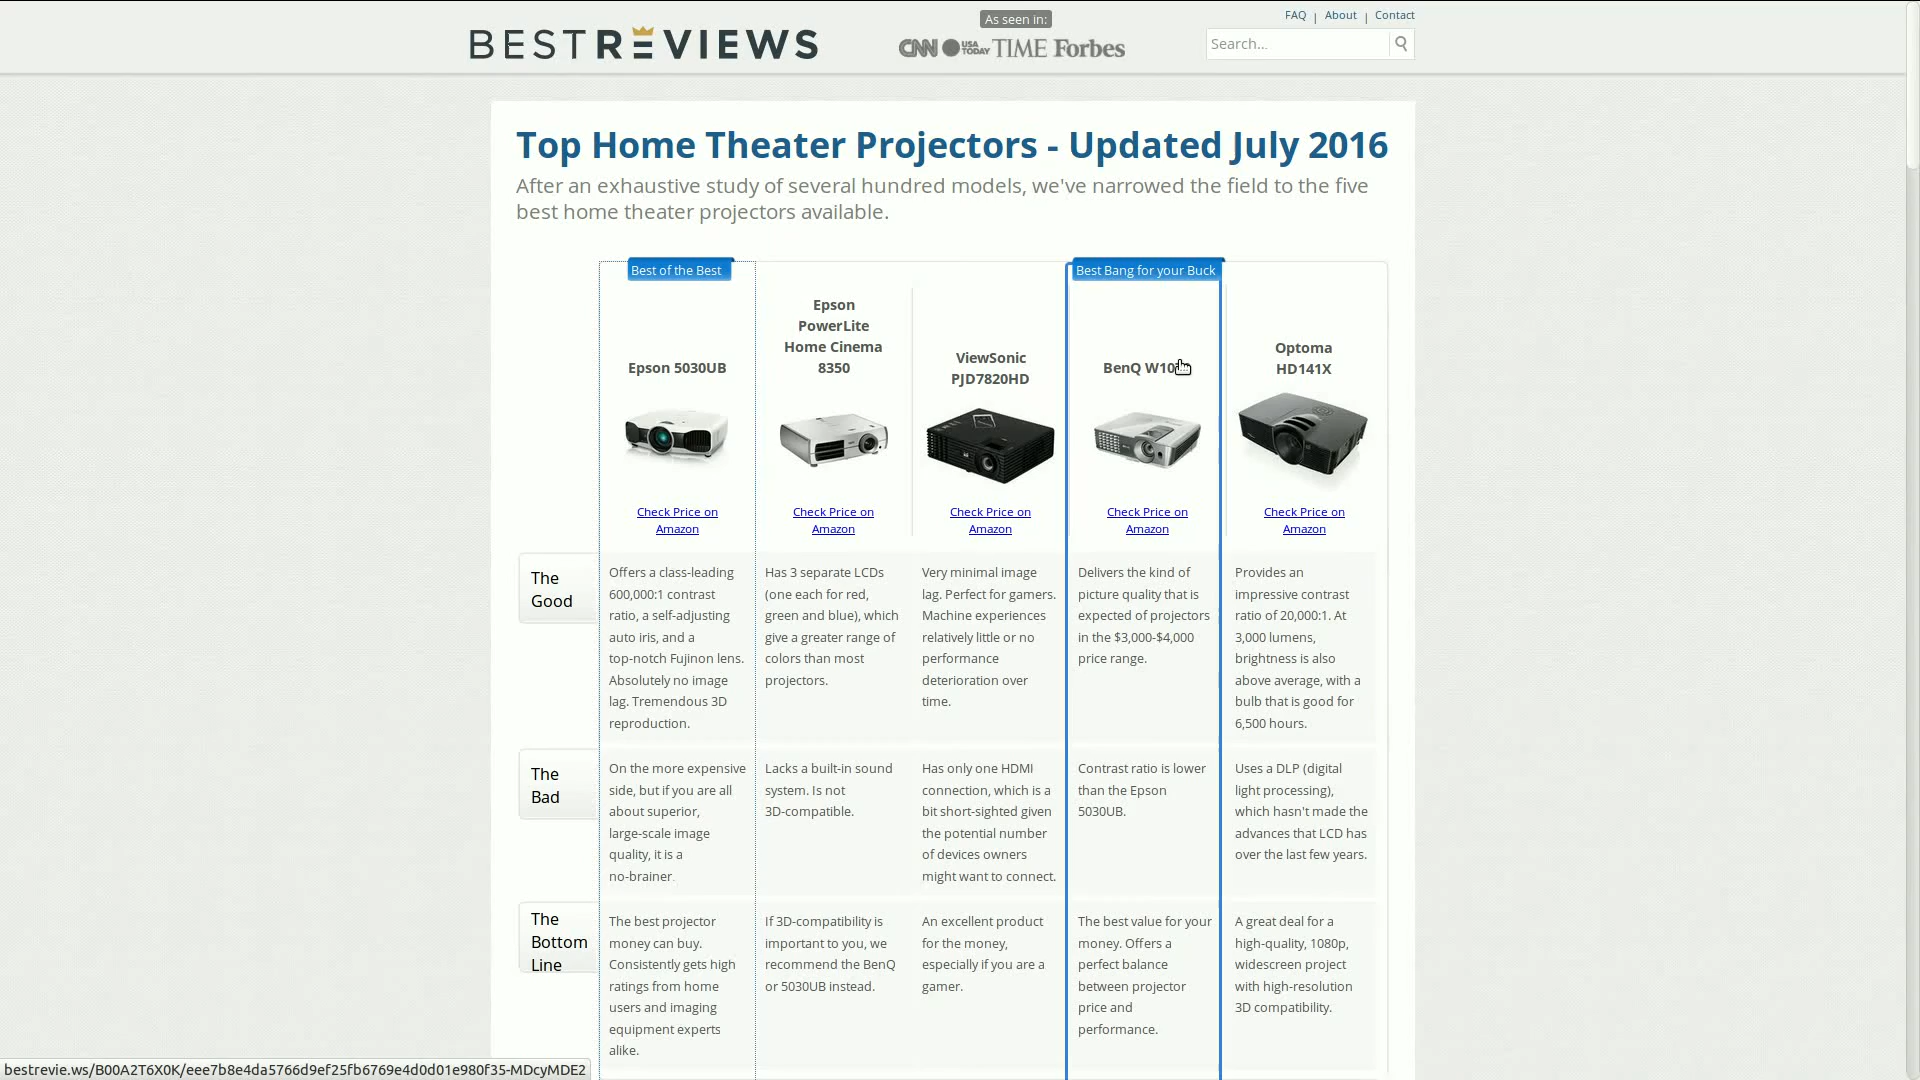 FAQ | About | Contact
As seen in:
BESTREVIEWS
CNN USA TODAY TIME Forbes
Search...
Top Home Theater Projectors - Updated July 2016
After an exhaustive study of several hundred models, we've narrowed the field to the five
best home theater projectors available.
Best of the Best
Best Bang for your Buck
Epson 5030UB
Epson
PowerLite
Home Cinema
8350
ViewSonic
PJD7820HD
BenQ
Optoma
HD141X
Check Price on
Amazon
Check Price on
Amazon
Check Price on
Amazon
Check Price on
Amazon
Check Price on
Amazon
The
Good
Offers a class-leading
600,000:1 contrast
ratio, a self-adjusting
auto iris, and a
top-notch Fujinon lens.
Absolutely no image
lag. Tremendous 3D
reproduction.
Has 3 separate LCDs
(one each for red,
green and blue), which
give a greater range of
colors than most
projectors.
Very minimal image
lag. Perfect for gamers.
Machine experiences
relatively little or no
performance
deterioration over
time.
Delivers the kind of
picture quality that is
expected of projectors
in the $3,000-$4,000
price range.
Provides an
impressive contrast
ratio of 20,000:1. At
3,000 lumens,
brightness is also
above average, with a
bulb that is good for
6,500 hours.
The
Bad
On the more expensive
side, but if you are all
about superior,
large-scale image
quality, it is a
no-brainer.
Lacks a built-in sound
system. Is not
3D-compatible.
Has only one HDMI
connection, which is a
bit short-sighted given
the potential number
of devices owners
might want to connect.
Contrast ratio is lower
than the Epson
5030UB.
Uses a DLP (digital
light processing),
which hasn't made the
advances that LCD has
over the last few years.
The
Bottom
Line
The best projector
money can buy.
Consistently gets high
ratings from home
users and imaging
equipment experts
alike.
If 3D-compatibility is
important to you, we
recommend the BenQ
or 5030UB instead.
An excellent product
for the money,
especially if you are a
gamer.
The best value for your
money. Offers a
perfect balance
between projector
price and
performance.
A great deal for a
high-quality, 1080p,
widescreen project
with high-resolution
3D compatibility.
bestrevie.ws/B00A2T6X0K/eee7b8e4da5766d9ef25fb6769e4d0d01e980f35-MDcyMDE2